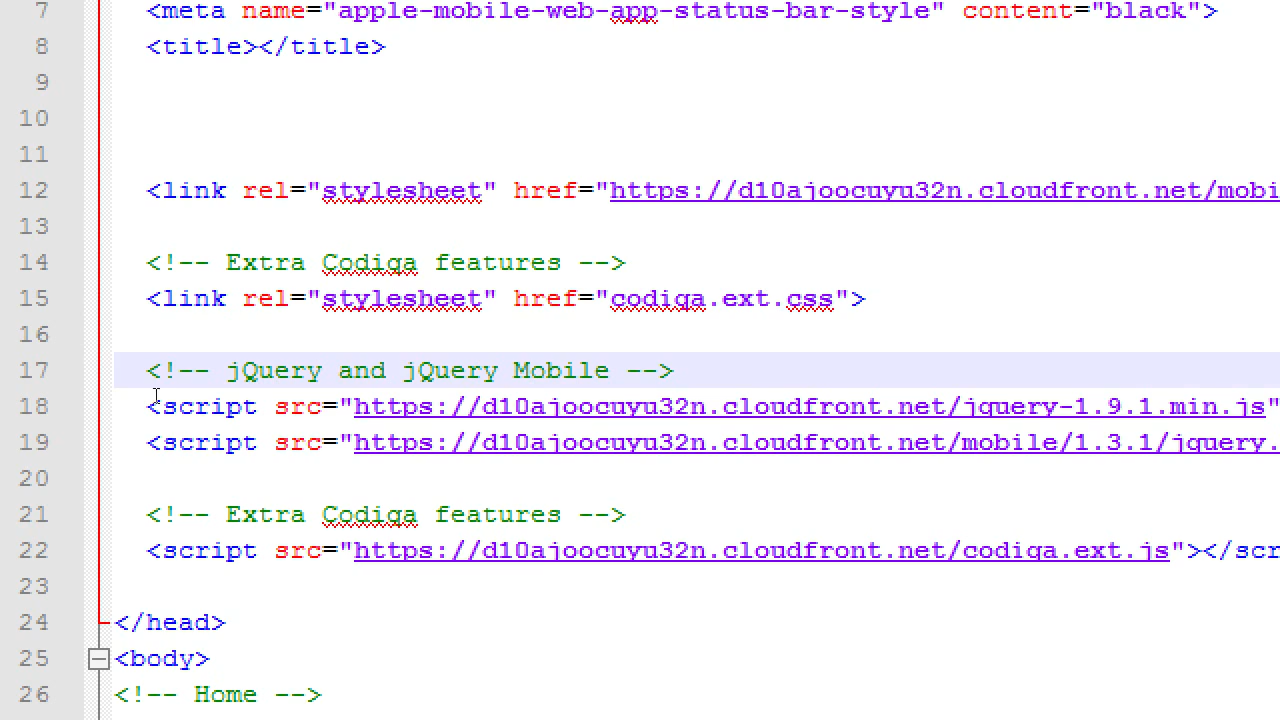 7 <meta name="apple-mobile-web-app-status-bar-style" content="black">
8 <title></title>
9
10
11
12 <link rel="stylesheet" href="https://d10ajoocuyu32n.cloudfront.net/mobi
13
14 <!-- Extra Codiqa features -->
15 <link rel="stylesheet" href="codiqa.ext.css">
16
17 <!-- jQuery and jQuery Mobile -->
18 <script src="https://d10ajoocuyu32n.cloudfront.net/jquery-1.9.1.min.js"
19 <script src="https://d10ajoocuyu32n.cloudfront.net/mobile/1.3.1/jquery.
20
21 <!-- Extra Codiqa features -->
22 <script src="https://d10ajoocuyu32n.cloudfront.net/codiqa.ext.js"></scr
23
24 </head>
25 <body>
26 <!-- Home -->